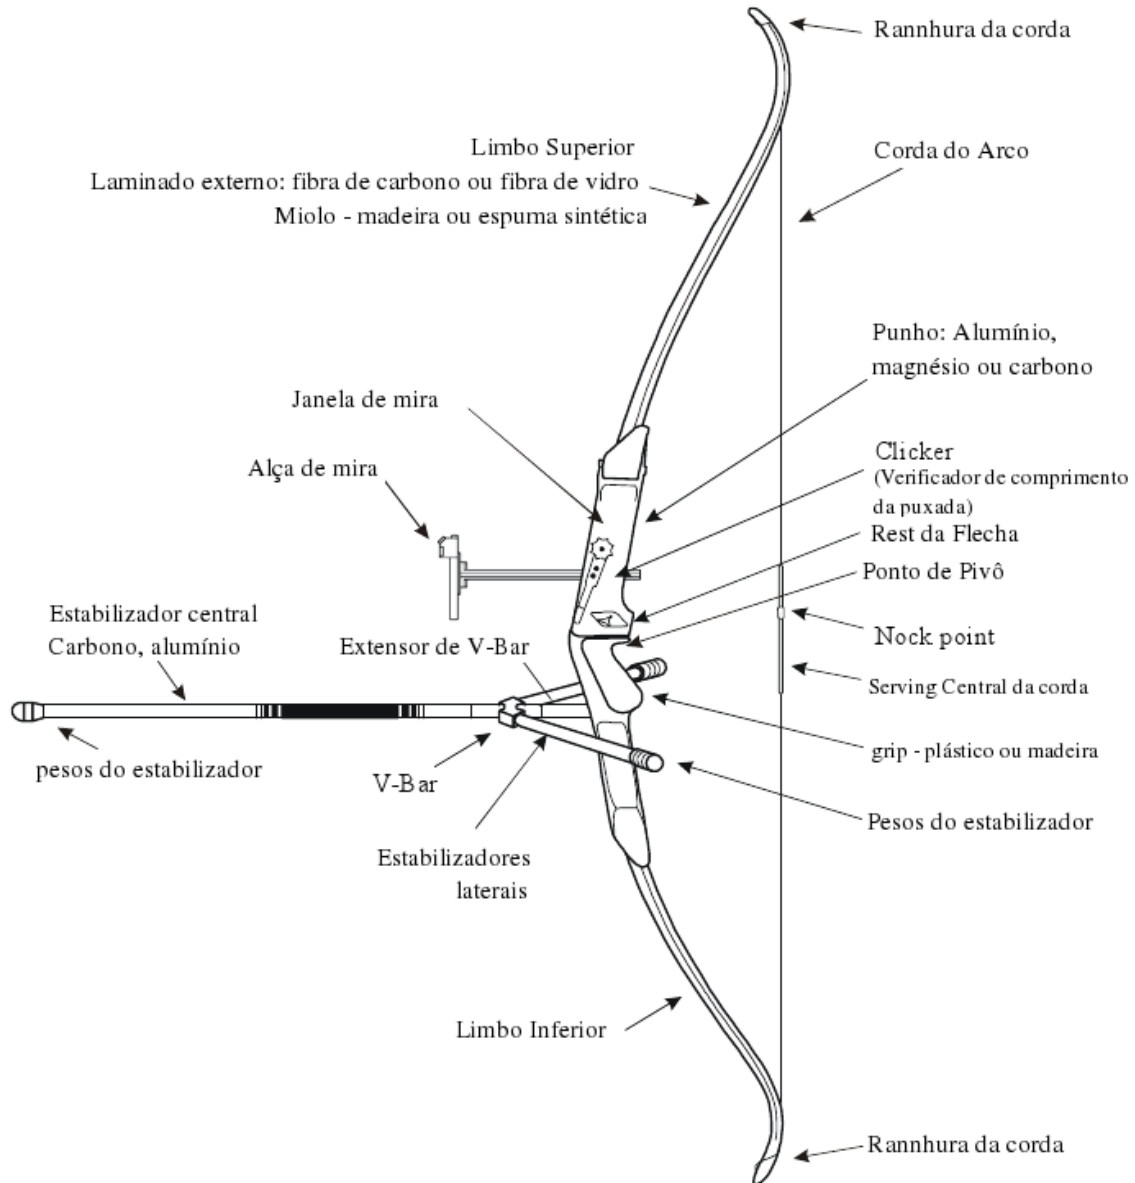 Rannhura da corda
Limbo Superior
Laminado externo: fibra de carbono ou fibra de vidro
Miolo - madeira ou espuma sintética
Corda do Arco
Punho: Alumínio,
magnésio ou carbono
Janela de mira
Alça de mira
Clicker
(Verificador de comprimento
da puxada)
Rest da Flecha
Ponto de Pivô
Estabilizador central
Carbono, alumínio
Extensor de V-Bar
Nock point
Serving Central da corda
grip - plástico ou madeira
pesos do estabilizador
V-Bar
Pesos do estabilizador
Estabilizadores
laterais
Limbo Inferior
Rannhura da corda